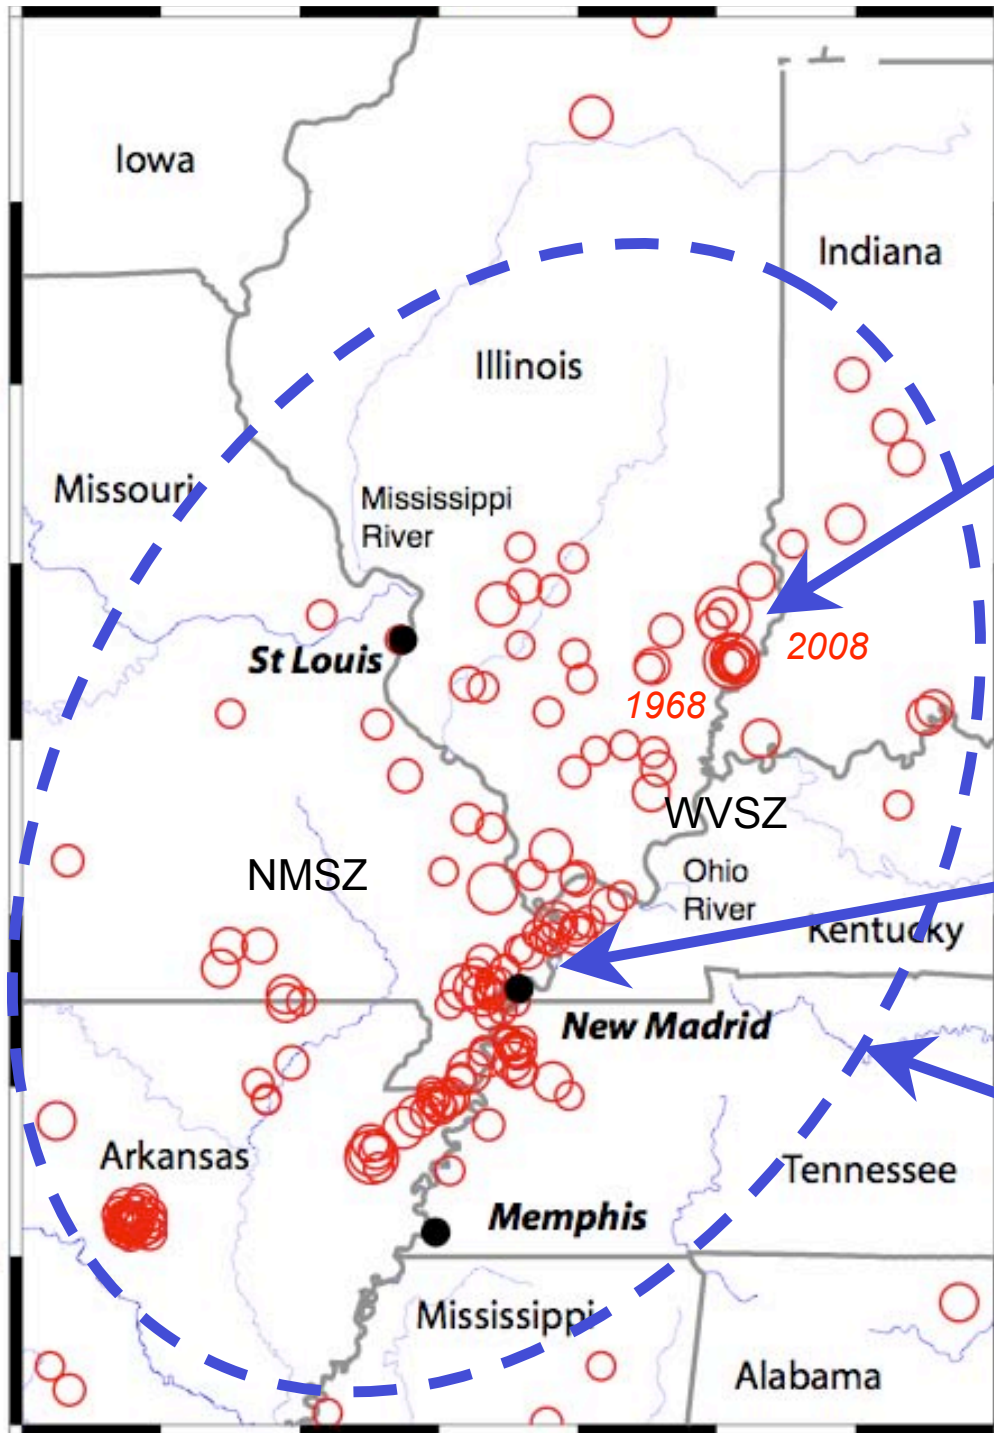 Iowa
Indiana
Illinois
Missouri
Mississippi
River
St Louis
2008
1968
WVSZ
NMSZ
Ohio
River
Kentucky
New Madrid
Arkansas
Tennessee
Memphis
Mississippi
Alabama